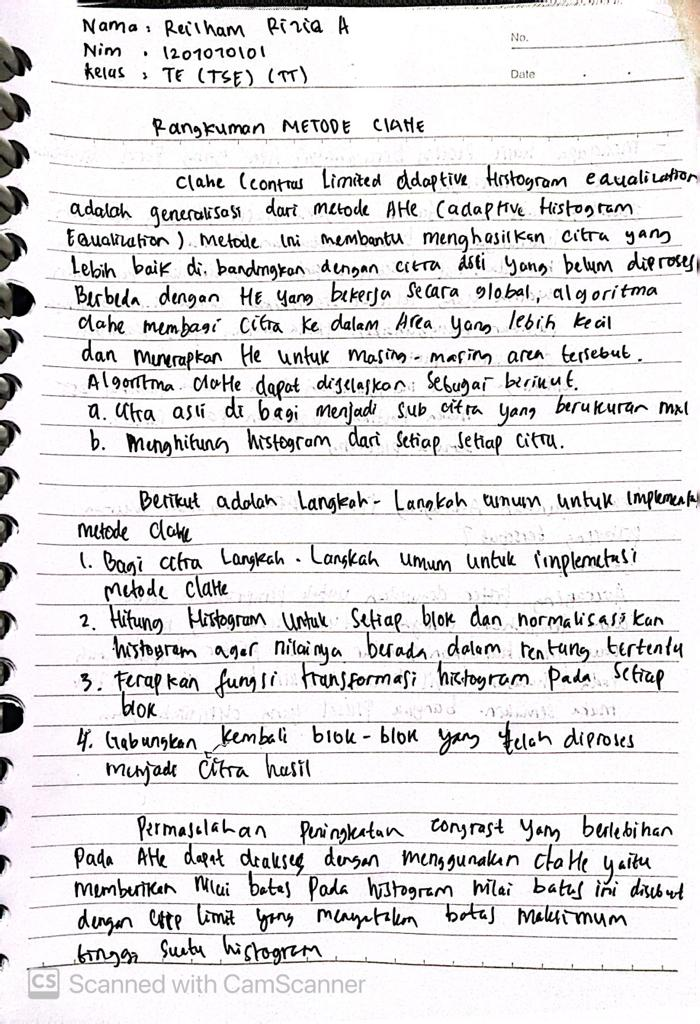 Nama : Reilham Rizia A
No.
Nim . 1207070101
Kelas : TE (TSE) (TT)
Date
Rangkuman METODE ClaHe
Clahe (contras Limited Adaptive Histogram equalization
adalah generalisasi dari metode AHe (adaptive Histogram
Equalization). Metode ini membantu menghasilkan citra yang
Lebih baik di bandingkan dengan citra asli yang belum diproses
Berbeda dengan HE yang bekerja secara global, algoritma
clahe membagi citra ke dalam Area yang lebih kecil
dan menerapkan He untuk masing-masing area tersebut.
Algoritma claHe dapat dijelaskan sebagai berikut.
a. citra asli di bagi menjadi sub citra yang berukuran mxl
b. Menghitung histogram dari setiap setiap citra.
Berikut adalah Langkah-Langkah umum untuk implementa
metode clahe
1. Bagi citra Langkah-Langkah umum untuk implemetasi
metode claHe
2. Hitung Histogram Untuk Setiap blok dan normalisasikan
histogram agar nilainya berada dalam rentang tertentu
3. Terapkan fungsi transformasi histogram pada setiap
blok
4. Gabungkan kembali blok-blok yang telah diproses
menjadi citra hasil
Permasalahan Peningkatan yang berlebihan
Pada AHe dapat dengan menggunakan claHe yaitu
memberikan Nilai batas Pada histogram nilai batas ini disebut
dengan clip limit yang menyatakan batas maksimum
tinggi suatu histogram
CS Scanned with CamScanner